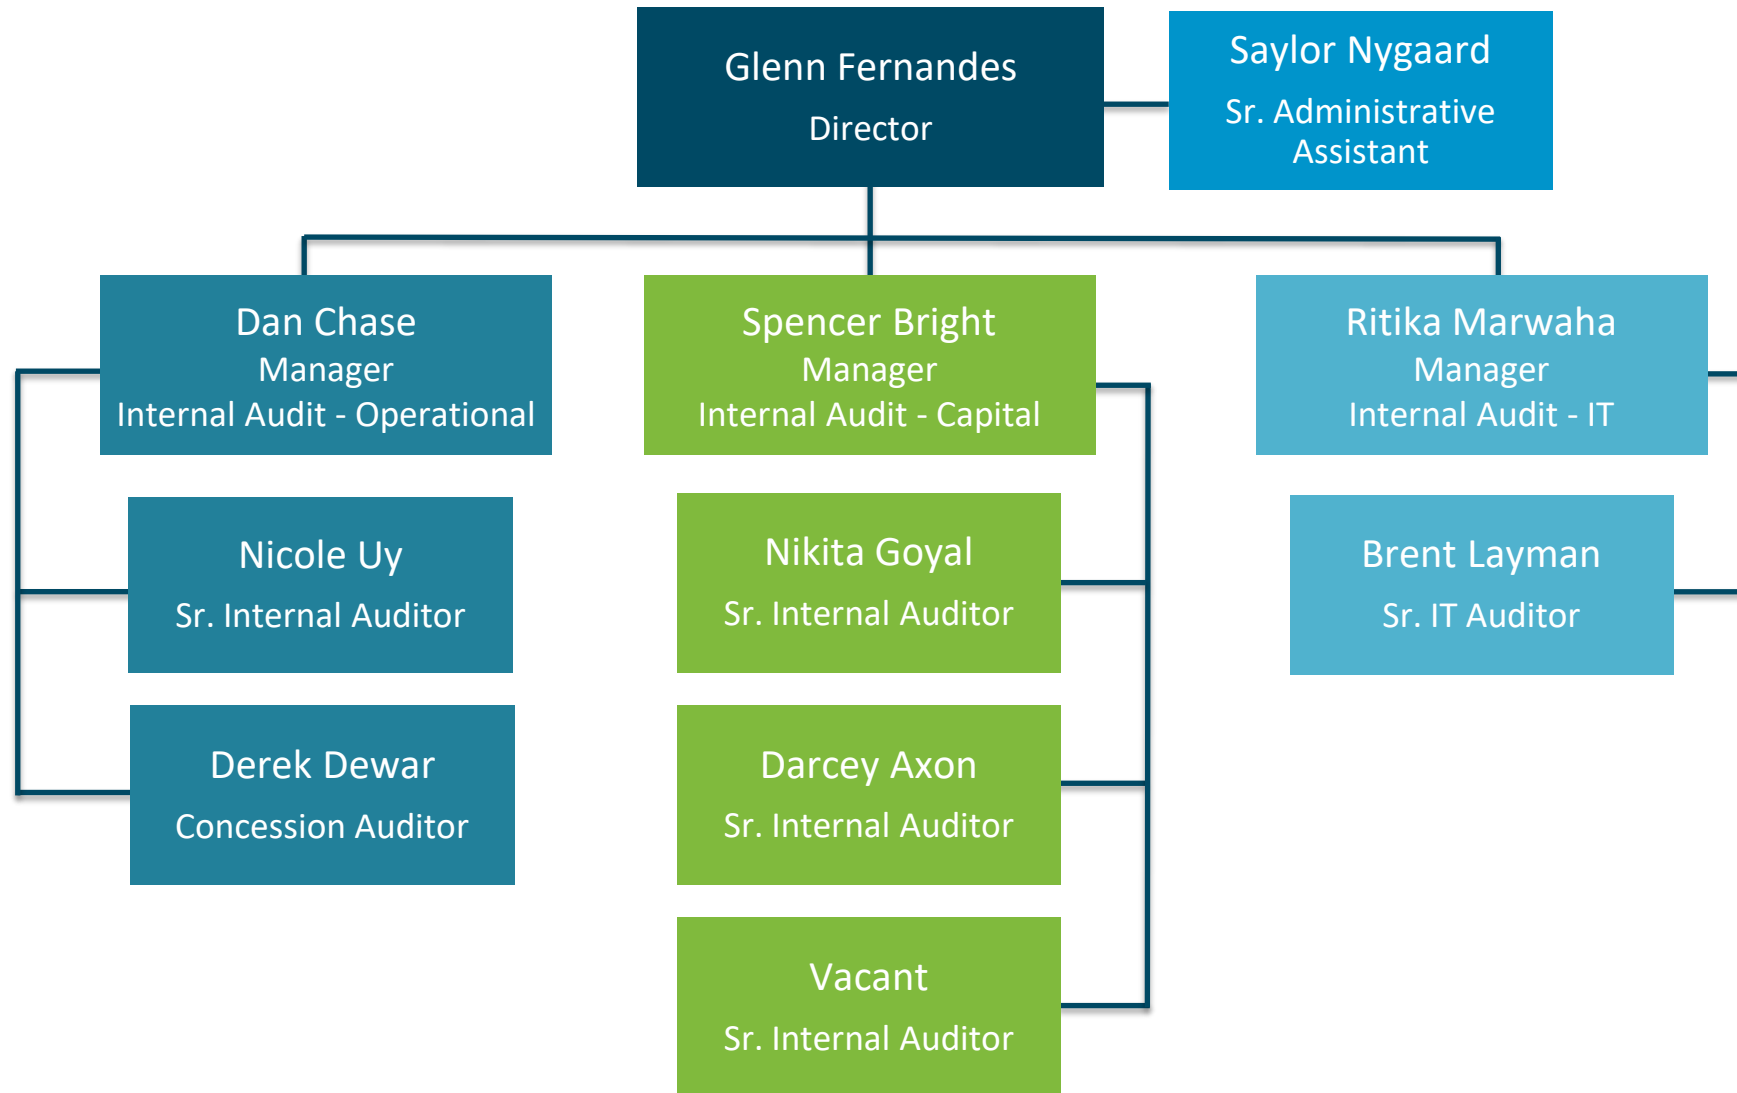 Glenn Fernandes
Director
Saylor Nygaard
Sr. Administrative
Assistant
Dan Chase
Manager
Internal Audit - Operational
Spencer Bright
Manager
Internal Audit - Capital
Ritika Marwaha
Manager
Internal Audit - IT
Nicole Uy
Sr. Internal Auditor
Nikita Goyal
Sr. Internal Auditor
Brent Layman
Sr. IT Auditor
Derek Dewar
Concession Auditor
Darcey Axon
Sr. Internal Auditor
Vacant
Sr. Internal Auditor